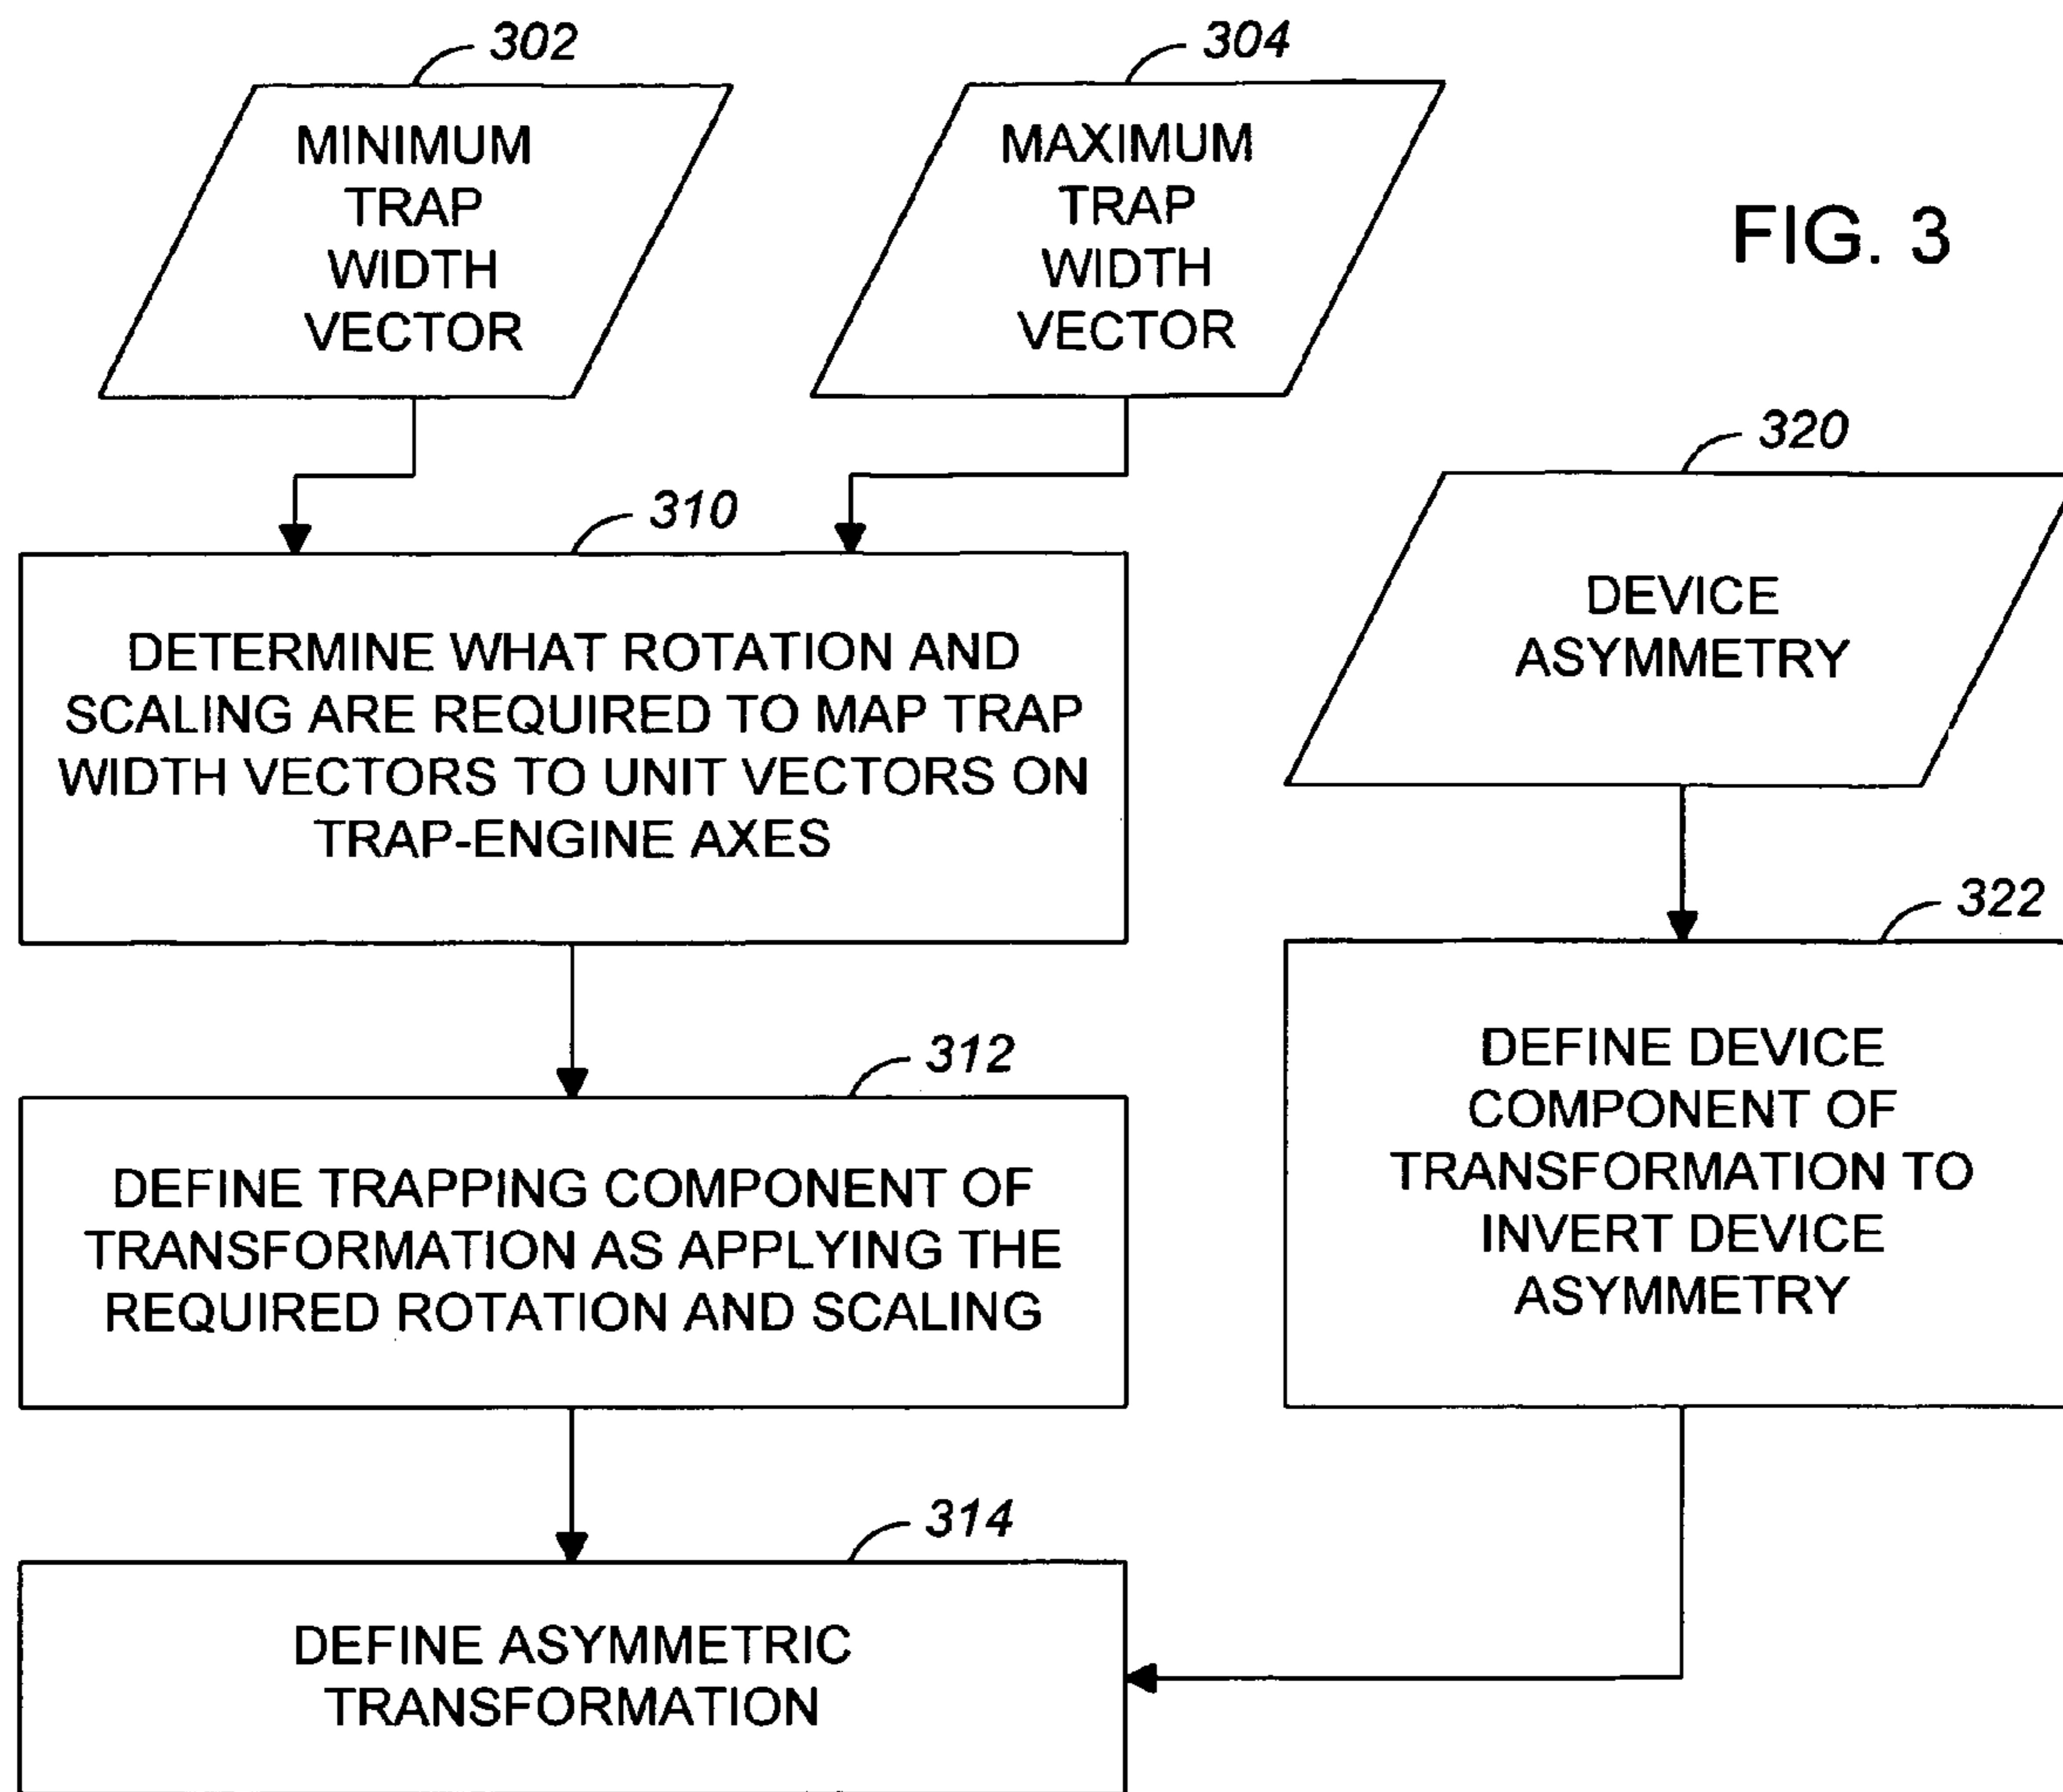 302
MINIMUM
TRAP
WIDTH
VECTOR
304
MAXIMUM
TRAP
WIDTH
VECTOR
FIG. 3
310
DETERMINE WHAT ROTATION AND
SCALING ARE REQUIRED TO MAP TRAP
WIDTH VECTORS TO UNIT VECTORS ON
TRAP-ENGINE AXES
320
DEVICE
ASYMMETRY
312
DEFINE TRAPPING COMPONENT OF
TRANSFORMATION AS APPLYING THE
REQUIRED ROTATION AND SCALING
322
DEFINE DEVICE
COMPONENT OF
TRANSFORMATION TO
INVERT DEVICE
ASYMMETRY
314
DEFINE ASYMMETRIC
TRANSFORMATION